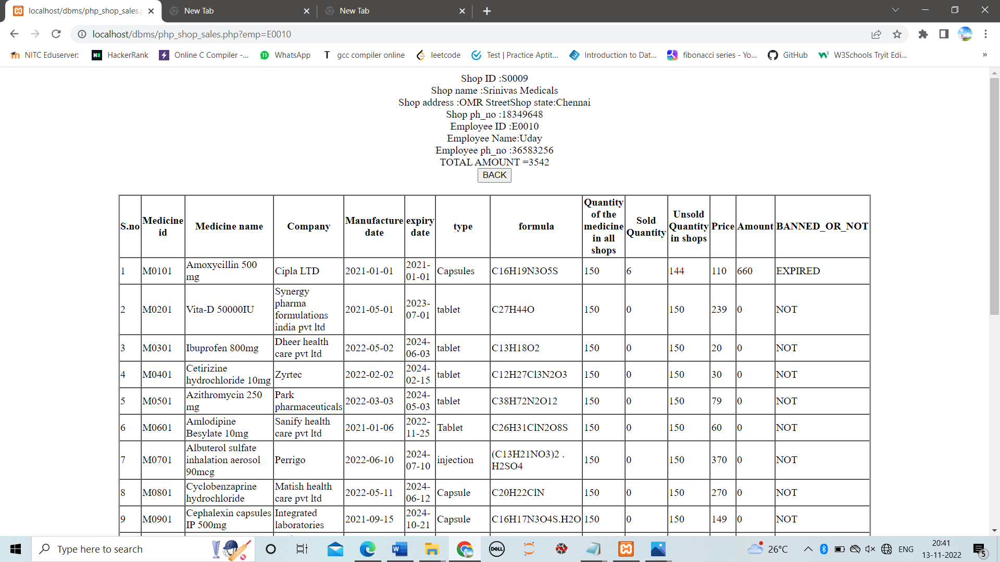 localhost/dbms/php_shop_sales.p
New Tab
New Tab
localhost/dbms/php_shop_sales.php?emp=E0010
NITC Eduserver: HackerRank Online C Compiler -... WhatsApp gcc compiler online leetcode Test | Practice Aptit... Introduction to Dat... fibonacci series - Yo... GitHub W3Schools Tryit Edi... »
Shop ID :S0009
Shop name :Srinivas Medicals
Shop address :OMR StreetShop state:Chennai
Shop ph_no :18349648
Employee ID :E0010
Employee Name:Uday
Employee ph_no :36583256
TOTAL AMOUNT =3542
BACK
S.no
Medicine
id
Medicine name
Company
Manufacture
date
expiry
date
type
formula
Quantity
of the
medicine
in all
shops
Sold
Quantity
Unsold
Quantity
in shops
Price
Amount
BANNED_OR_NOT
1
M0101
Amoxycillin 500
mg
Cipla LTD
2021-01-01
2021-
01-01
Capsules
C16H19N3O5S
150
6
144
110
660
EXPIRED
2
M0201
Vita-D 50000IU
Synergy
pharma
formulations
india pvt ltd
2021-05-01
2023-
07-01
tablet
C27H44O
150
0
150
239
0
NOT
3
M0301
Ibuprofen 800mg
Dheer health
care pvt ltd
2022-05-02
2024-
06-03
tablet
C13H18O2
150
0
150
20
0
NOT
4
M0401
Cetirizine
hydrochloride 10mg
Zyrtec
2022-02-02
2024-
02-15
tablet
C12H27Cl3N2O3
150
0
150
30
0
NOT
5
M0501
Azithromycin 250
mg
Park
pharmaceuticals
2022-03-03
2024-
05-03
tablet
C38H72N2O12
150
0
150
79
0
NOT
6
M0601
Amlodipine
Besylate 10mg
Sanify health
care pvt ltd
2021-01-06
2022-
11-25
Tablet
C26H31ClN2O8S
150
0
150
60
0
NOT
7
M0701
Albuterol sulfate
inhalation aerosol
90mcg
Perrigo
2022-06-10
2024-
07-10
injection
(C13H21NO3)2 .
H2SO4
150
0
150
370
0
NOT
8
M0801
Cyclobenzaprine
hydrochloride
Matish health
care pvt ltd
2022-05-11
2024-
06-12
Capsule
C20H22ClN
150
0
150
270
0
NOT
9
M0901
Cephalexin capsules
IP 500mg
Integrated
laboratories
2021-09-15
2024-
10-21
Capsule
C16H17N3O4S.H2O
150
0
150
149
0
NOT
Type here to search
DELL
26°C
ENG
20:41
13-11-2022
5